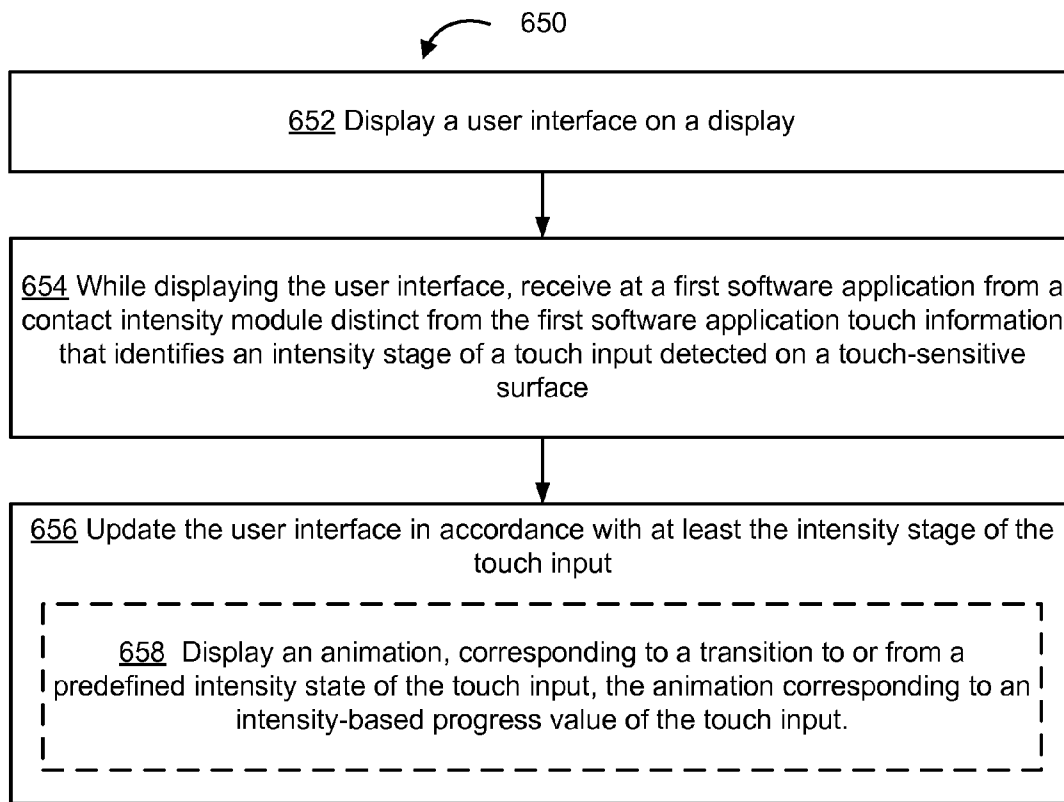 650
652 Display a user interface on a display
654 While displaying the user interface, receive at a first software application from a
contact intensity module distinct from the first software application touch information
that identifies an intensity stage of a touch input detected on a touch-sensitive
surface
656 Update the user interface in accordance with at least the intensity stage of the
touch input
658 Display an animation, corresponding to a transition to or from a
predefined intensity state of the touch input, the animation corresponding to an
intensity-based progress value of the touch input.